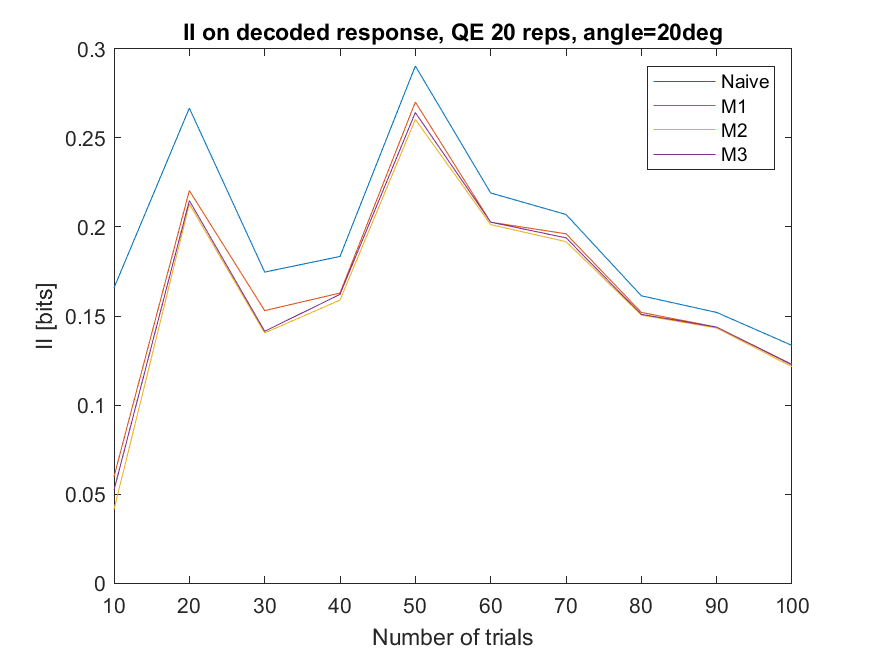 II on decoded response, QE 20 reps, angle=20deg
0.3
0.25
0.2
0.15
0.1
0.05
0
II [bits]
Naive
M1
M2
M3
10 20 30 40 50 60 70 80 90 100
Number of trials